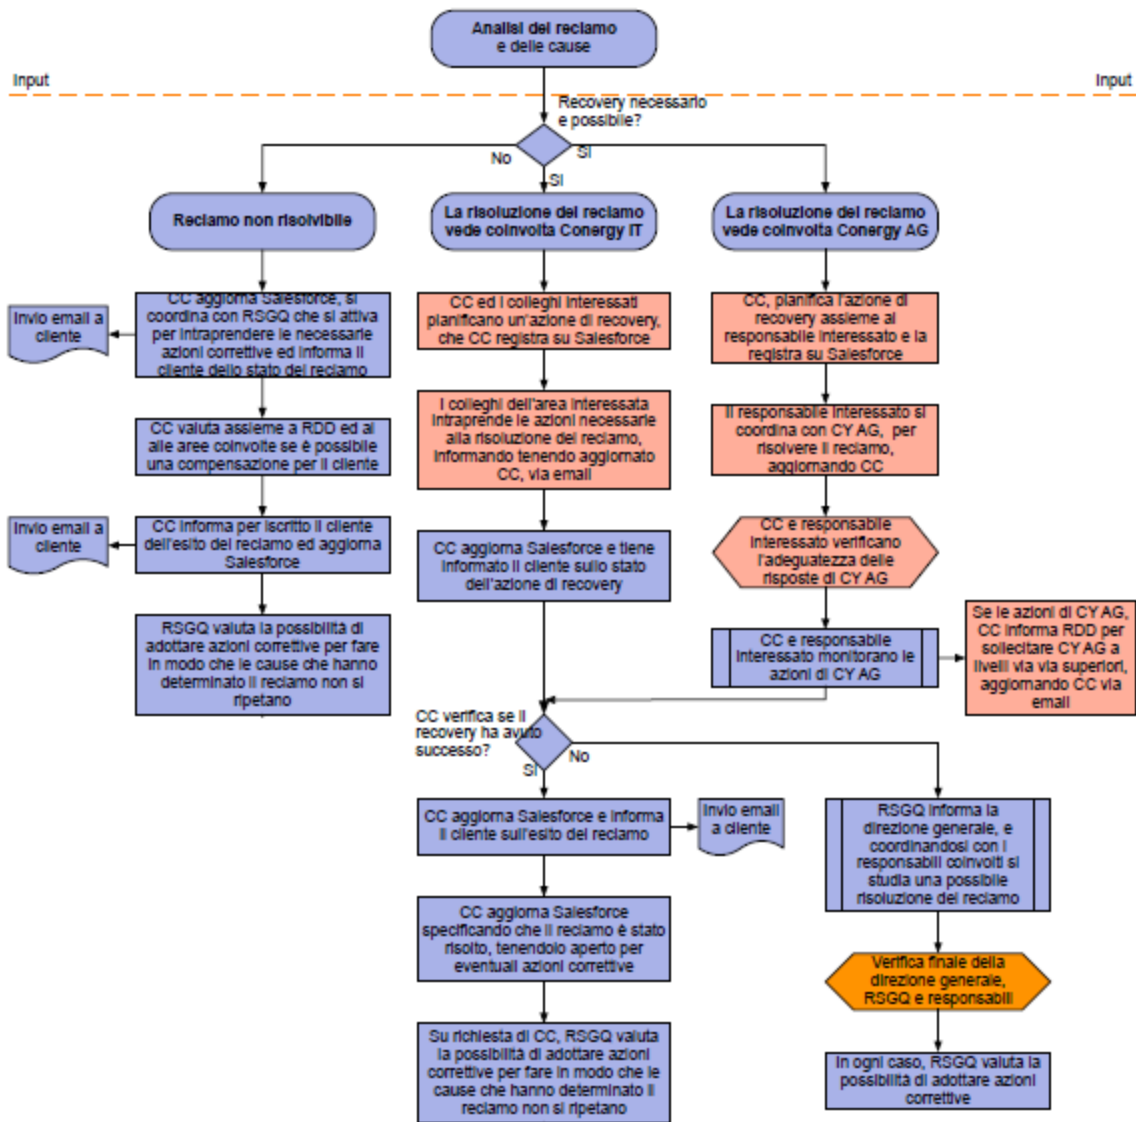 Analisi del reclamo
e delle cause
Input
Input
Recovery necessario
e possibile?
No
Si
Si
Reclamo non risolvibile
La risoluzione del reclamo
vede coinvolta Conergy IT
La risoluzione del reclamo
vede coinvolta Conergy AG
Invio email a
cliente
CC aggiorna Salesforce, si
coordina con RSGQ che si attiva
per intraprendere le necessarie
azioni correttive ed informa il
cliente dello stato del reclamo
CC ed i colleghi interessati
pianificano un'azione di recovery,
che CC registra su Salesforce
CC, pianifica l'azione di
recovery assieme al
responsabile interessato e la
registra su Salesforce
CC valuta assieme a RDD ed al
alle aree coinvolte se è possibile
una compensazione per il cliente
I colleghi dell'area interessata
intraprende le azioni necessarie
alla risoluzione del reclamo,
informando tenendo aggiornato
CC, via email
Il responsabile interessato si
coordina con CY AG, per
risolvere il reclamo,
aggiornando CC
Invio email a
cliente
CC informa per iscritto il cliente
dell'esito del reclamo ed aggiorna
Salesforce
CC aggiorna Salesforce e tiene
informato il cliente sullo stato
dell'azione di recovery
CC e responsabile
interessato verificano
l'adeguatezza delle
risposte di CY AG
RSGQ valuta la possibilità di
adottare azioni correttive per fare
in modo che le cause che hanno
determinato il reclamo non si
ripetano
CC e responsabile
interessato monitorano le
azioni di CY AG
Se le azioni di CY AG,
CC informa RDD per
sollecitare CY AG a
livelli via via superiori,
aggiornando CC via
email
CC verifica se il
recovery ha avuto
successo?
Si
No
CC aggiorna Salesforce e informa
il cliente sull'esito del reclamo
Invio email
a cliente
RSGQ informa la
direzione generale, e
coordinandosi con i
responsabili coinvolti si
studia una possibile
risoluzione del reclamo
CC aggiorna Salesforce
specificando che il reclamo è stato
risolto, tenendolo aperto per
eventuali azioni correttive
Verifica finale della
direzione generale,
RSGQ e responsabili
Su richiesta di CC, RSGQ valuta
la possibilità di adottare azioni
correttive per fare in modo che le
cause che hanno determinato il
reclamo non si ripetano
In ogni caso, RSGQ valuta la
possibilità di adottare azioni
correttive